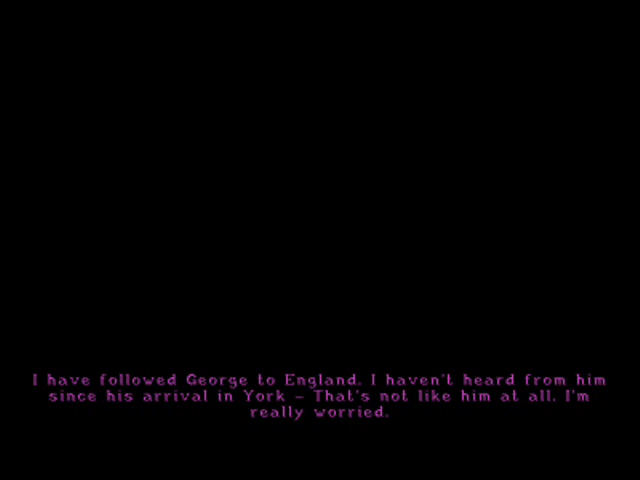 I have followed George to England. I haven't heard from him
since his arrival in York - That's not like him at all. I'm
really worried.